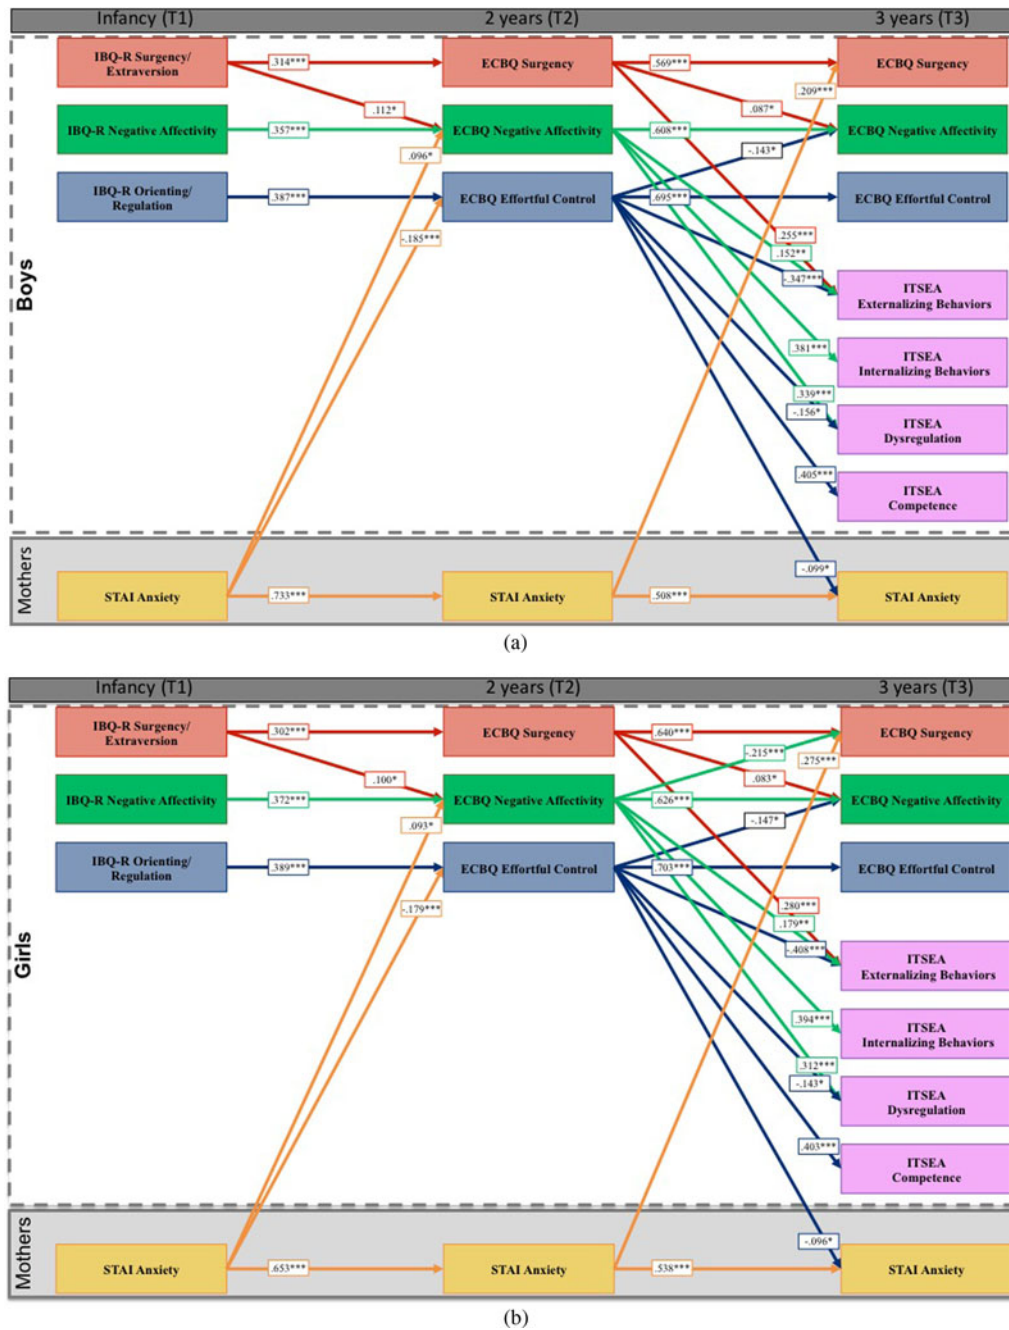 Infancy (T1) 2 years (T2) 3 years (T3)
Boys
IBQ-R Surgency/
Extraversion
.314***
ECBQ Surgency
.569***
ECBQ Surgency
.209***
.112*
.087*
IBQ-R Negative Affectivity
.357***
ECBQ Negative Affectivity
.608***
ECBQ Negative Affectivity
.096*
-.143*
IBQ-R Orienting/
Regulation
.387***
ECBQ Effortful Control
.695***
ECBQ Effortful Control
-.185***
.255***
.152**
-.347***
ITSEA
Externalizing Behaviors
.381***
ITSEA
Internalizing Behaviors
.339***
-.156*
ITSEA
Dysregulation
.405***
ITSEA
Competence
Mothers
-.099*
STAI Anxiety
.733***
STAI Anxiety
.508***
STAI Anxiety
(a)
Infancy (T1) 2 years (T2) 3 years (T3)
Girls
IBQ-R Surgency/
Extraversion
.302***
ECBQ Surgency
.640***
ECBQ Surgency
-.215***
.275***
.100*
.083*
IBQ-R Negative Affectivity
.372***
ECBQ Negative Affectivity
.626***
ECBQ Negative Affectivity
.093*
-.147*
IBQ-R Orienting/
Regulation
.389***
ECBQ Effortful Control
.703***
ECBQ Effortful Control
-.179***
.280***
.179**
-.408***
ITSEA
Externalizing Behaviors
.394***
ITSEA
Internalizing Behaviors
.312***
-.143*
ITSEA
Dysregulation
.403***
ITSEA
Competence
Mothers
-.096*
STAI Anxiety
.653***
STAI Anxiety
.538***
STAI Anxiety
(b)